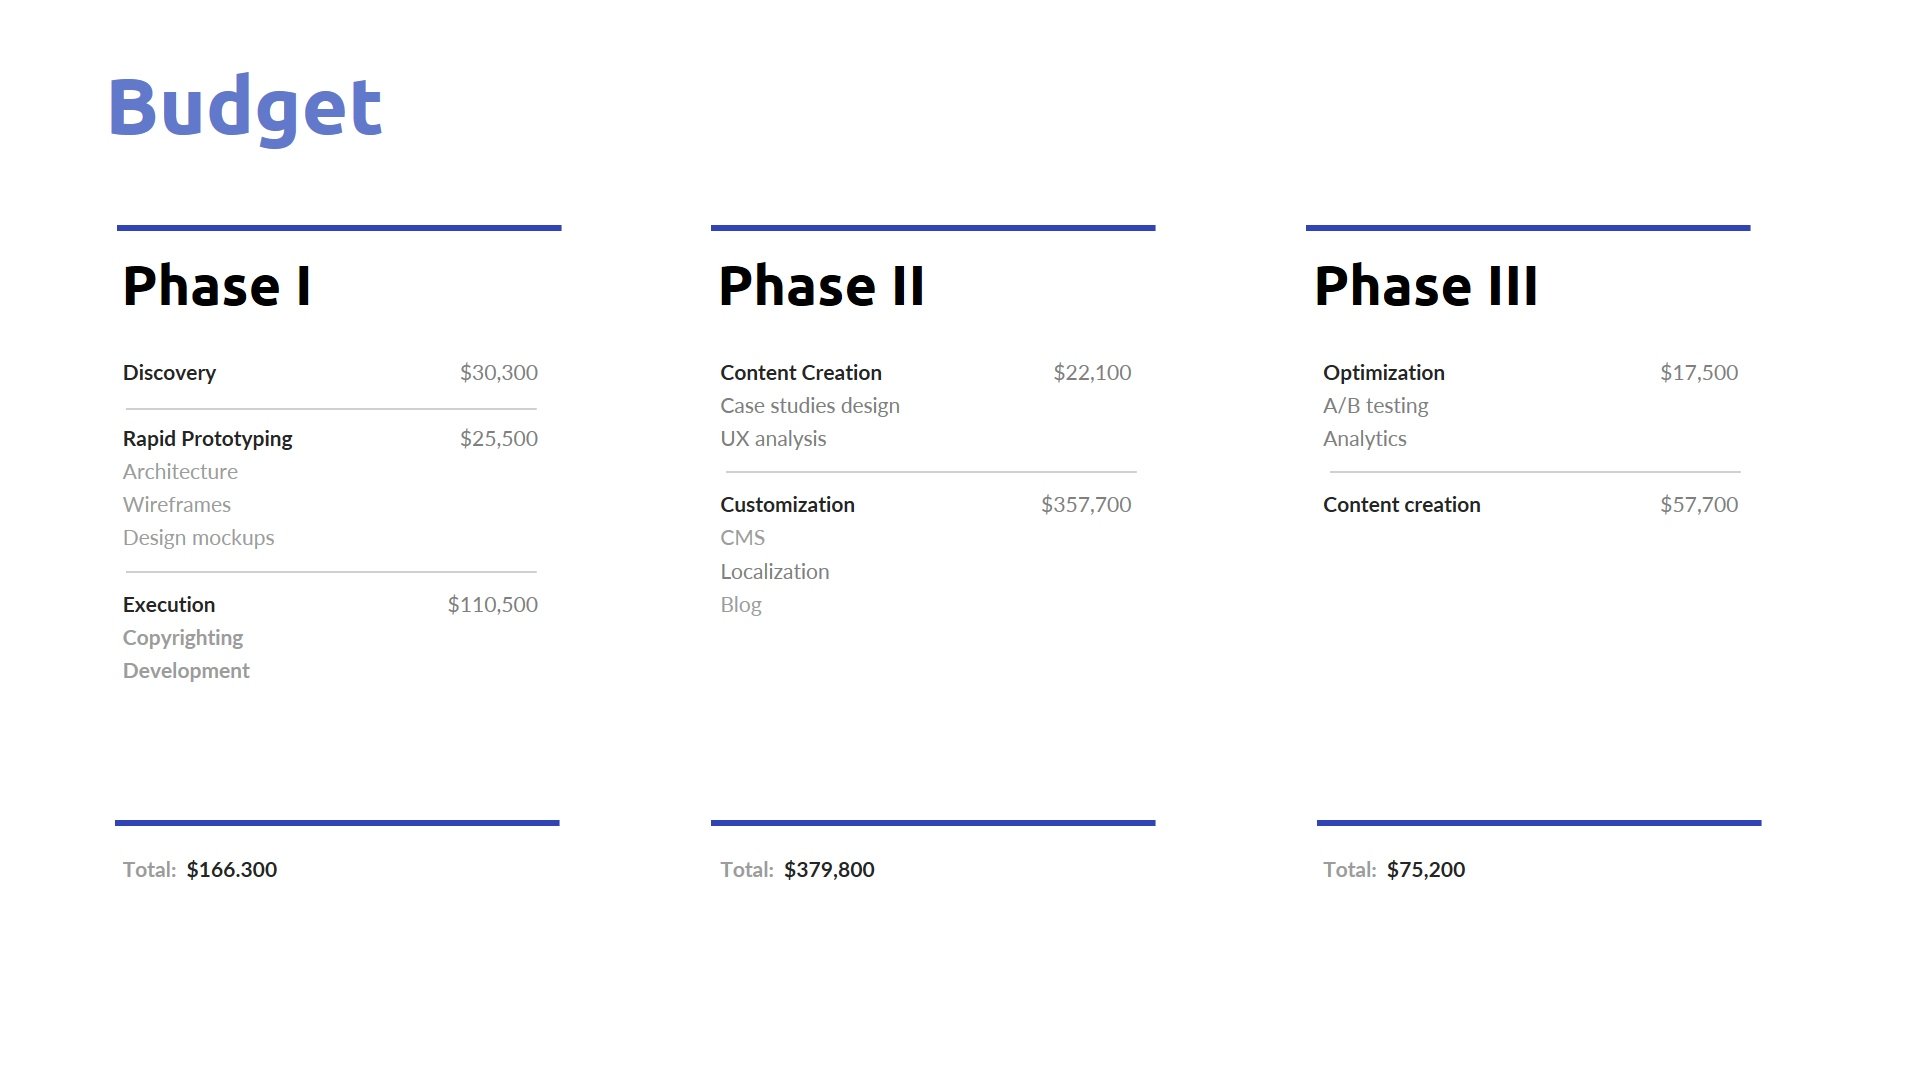 Budget
Phase I
Discovery $30,300
Rapid Prototyping $25,500
Architecture
Wireframes
Design mockups
Execution $110,500
Copyrighting
Development
Total: $166.300
Phase II
Content Creation $22,100
Case studies design
UX analysis
Customization $357,700
CMS
Localization
Blog
Total: $379,800
Phase III
Optimization $17,500
A/B testing
Analytics
Content creation $57,700
Total: $75,200